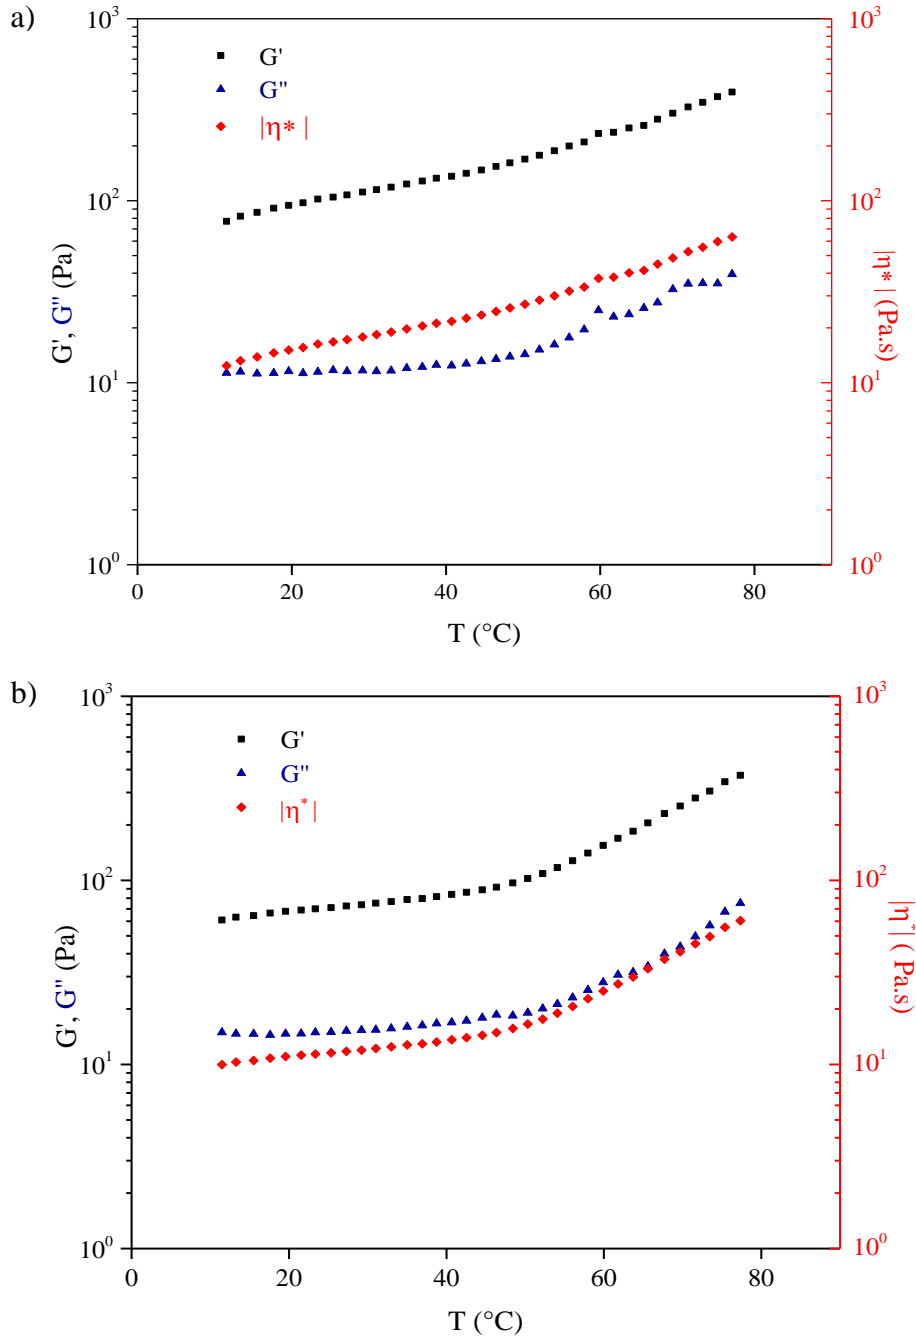 a)
10³ 10³
G'
G''
|η* |
10² 10²
G', G'' (Pa)
|η*| (Pa.s)
10¹ 10¹
10⁰ 10⁰
0 20 40 60 80
T (°C)
b)
10³ 10³
G'
G''
|η*|
10² 10²
G', G'' (Pa)
|η*| ( Pa.s)
10¹ 10¹
10⁰ 10⁰
0 20 40 60 80
T (°C)